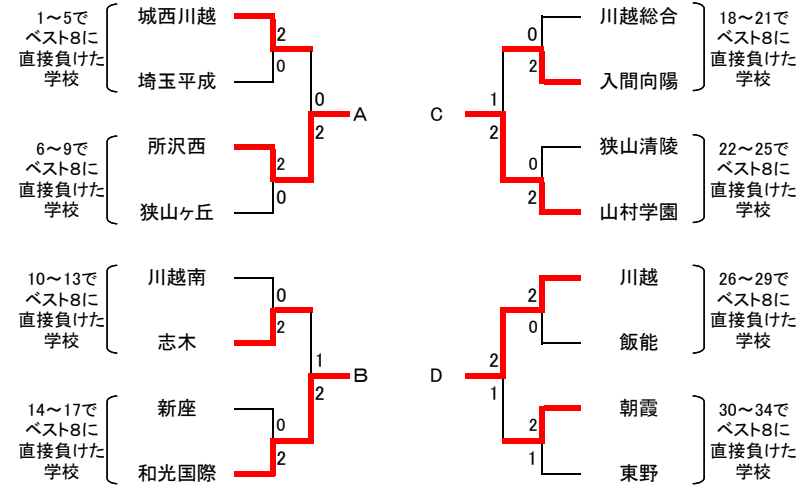 1～5で
ベスト8に
直接負けた
学校
城西川越
2
0
埼玉平成
0
A
2
6～9で
ベスト8に
直接負けた
学校
所沢西
2
0
狭山ヶ丘
10～13で
ベスト8に
直接負けた
学校
川越南
0
2
志木
1
B
2
14～17で
ベスト8に
直接負けた
学校
新座
0
2
和光国際
川越総合
0
2
入間向陽
18～21で
ベスト8に
直接負けた
学校
1
C
2
狭山清陵
0
2
山村学園
22～25で
ベスト8に
直接負けた
学校
川越
2
0
飯能
26～29で
ベスト8に
直接負けた
学校
2
D
1
朝霞
2
1
東野
30～34で
ベスト8に
直接負けた
学校